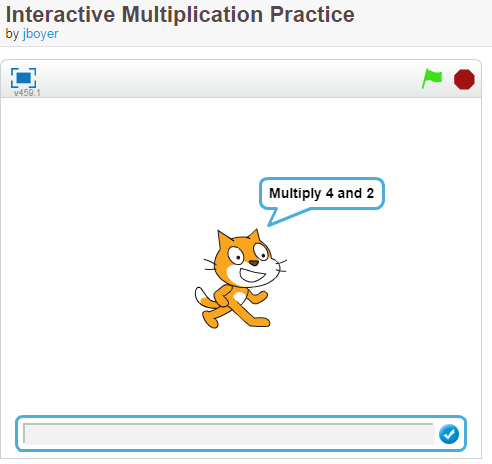 Interactive Multiplication Practice
by jboyer
v459.1
Multiply 4 and 2